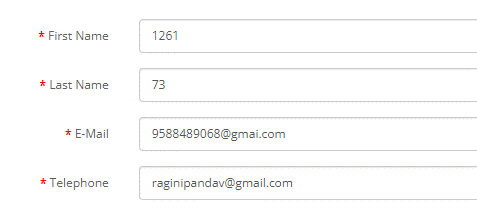 * First Name 1261
* Last Name 73
* E-Mail 9588489068@gmai.com
* Telephone raginipandav@gmail.com